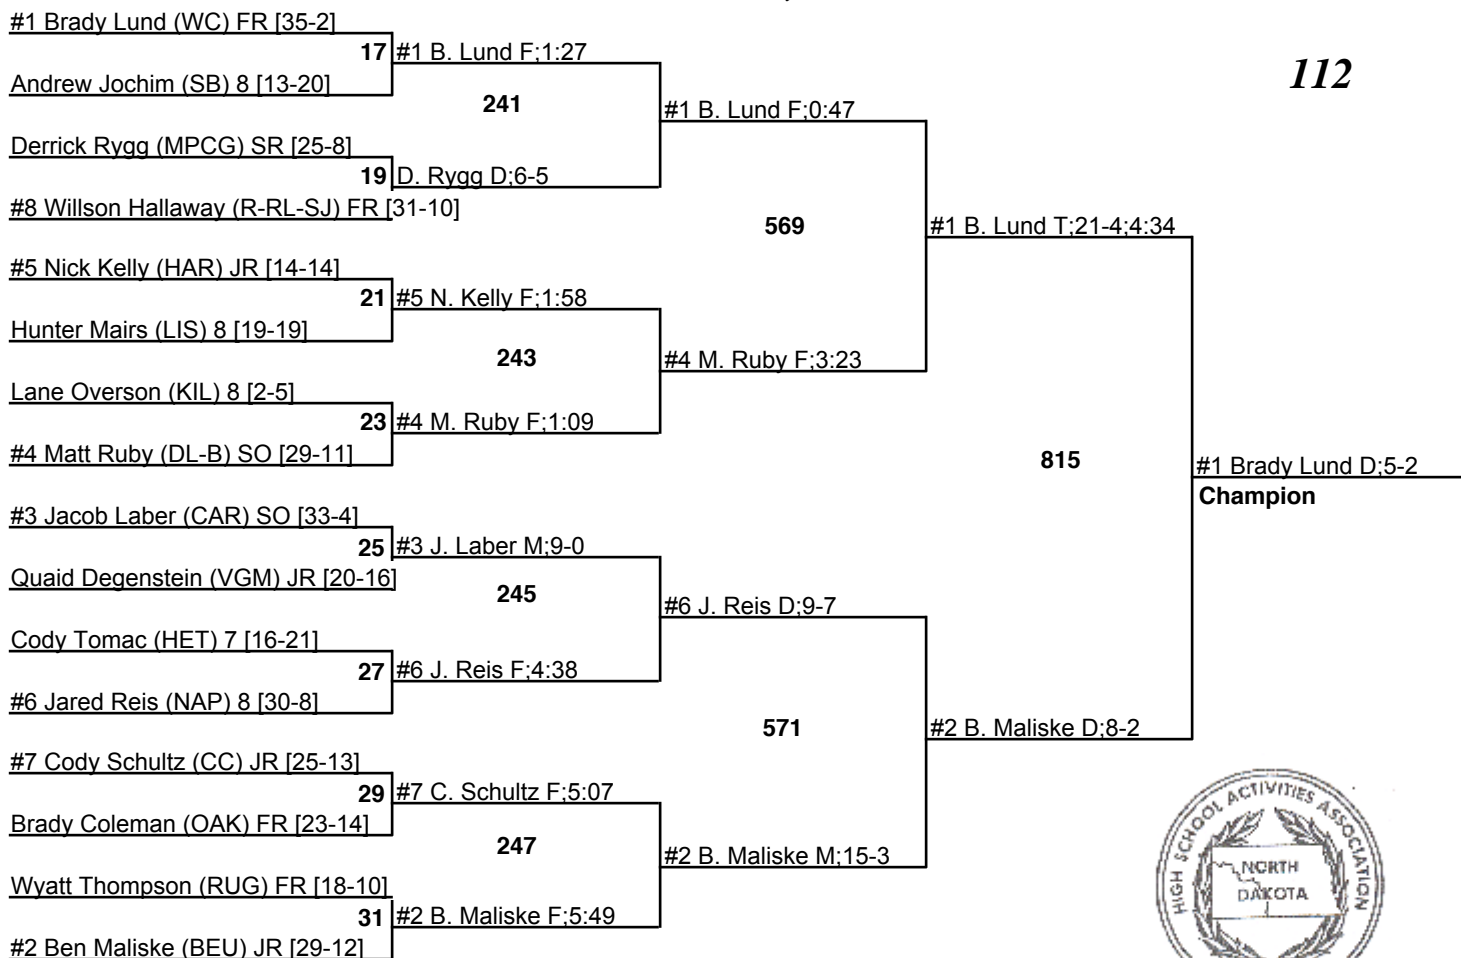 #1 Brady Lund (WC) FR [35-2]
17 #1 B. Lund F;1:27
112
Andrew Jochim (SB) 8 [13-20]
241
#1 B. Lund F;0:47
Derrick Rygg (MPCG) SR [25-8]
19 D. Rygg D;6-5
#8 Willson Hallaway (R-RL-SJ) FR [31-10]
569
#1 B. Lund T;21-4;4:34
#5 Nick Kelly (HAR) JR [14-14]
21 #5 N. Kelly F;1:58
Hunter Mairs (LIS) 8 [19-19]
243
#4 M. Ruby F;3:23
Lane Overson (KIL) 8 [2-5]
23 #4 M. Ruby F;1:09
#4 Matt Ruby (DL-B) SO [29-11]
815
#1 Brady Lund D;5-2
Champion
#3 Jacob Laber (CAR) SO [33-4]
25 #3 J. Laber M;9-0
Quaid Degenstein (VGM) JR [20-16]
245
#6 J. Reis D;9-7
Cody Tomac (HET) 7 [16-21]
27 #6 J. Reis F;4:38
#6 Jared Reis (NAP) 8 [30-8]
571
#2 B. Maliske D;8-2
#7 Cody Schultz (CC) JR [25-13]
29 #7 C. Schultz F;5:07
Brady Coleman (OAK) FR [23-14]
247
#2 B. Maliske M;15-3
Wyatt Thompson (RUG) FR [18-10]
31 #2 B. Maliske F;5:49
#2 Ben Maliske (BEU) JR [29-12]
HIGH SCHOOL ACTIVITIES ASSOCIATION
NORTH
DAKOTA